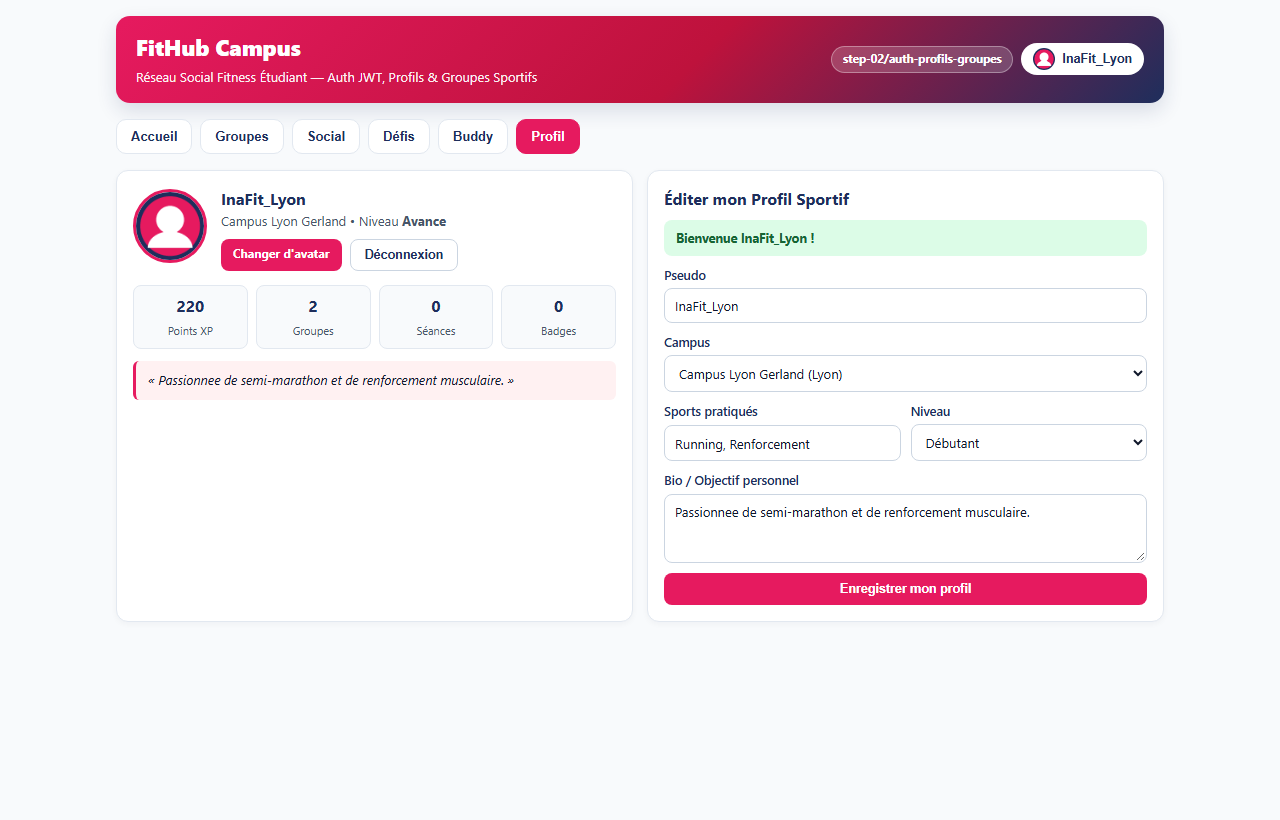 FitHub Campus
Réseau Social Fitness Étudiant — Auth JWT, Profils & Groupes Sportifs
step-02/auth-profils-groupes
InaFit_Lyon
Accueil
Groupes
Social
Défis
Buddy
Profil
InaFit_Lyon
Campus Lyon Gerland • Niveau Avance
Changer d'avatar
Déconnexion
220
Points XP
2
Groupes
0
Séances
0
Badges
« Passionnee de semi-marathon et de renforcement musculaire. »
Éditer mon Profil Sportif
Bienvenue InaFit_Lyon !
Pseudo
InaFit_Lyon
Campus
Campus Lyon Gerland (Lyon)
Sports pratiqués
Niveau
Running, Renforcement
Débutant
Bio / Objectif personnel
Passionnee de semi-marathon et de renforcement musculaire.
Enregistrer mon profil